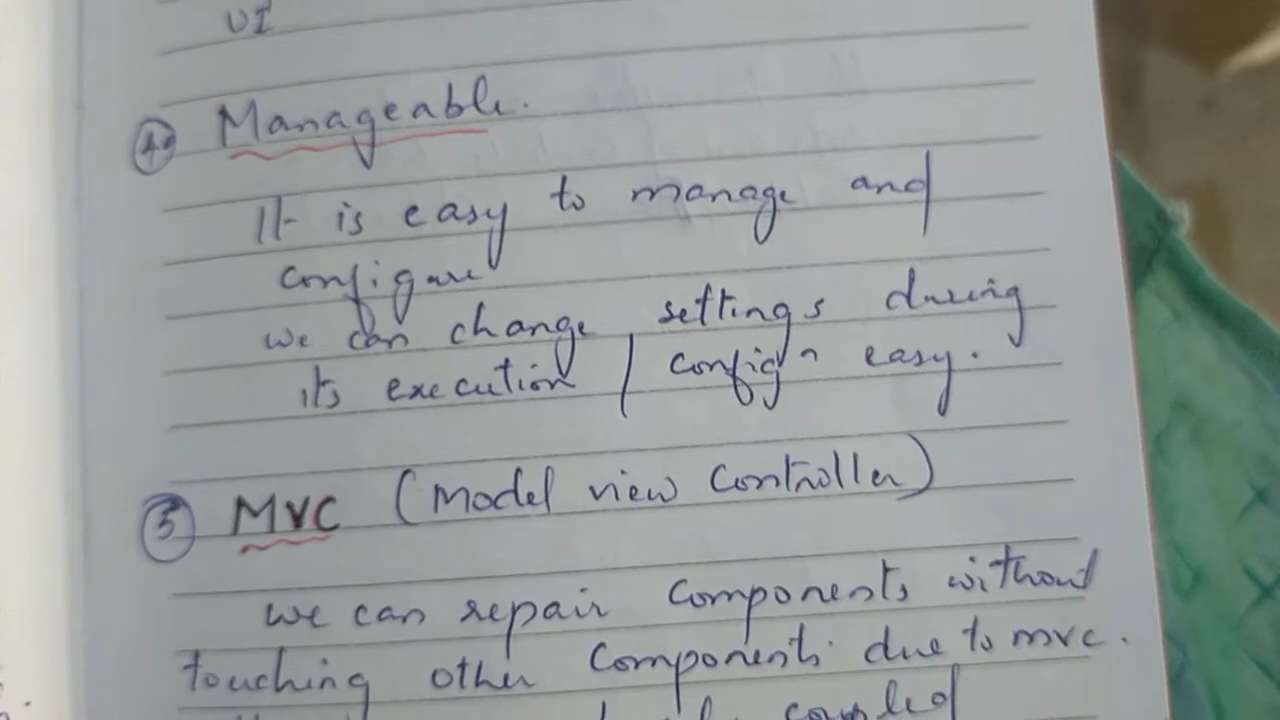 UI
④ Manageable.
It is easy to manage and
configure
we can change settings during
its execution / config^n easy.
⑤ MVC (Model view Controller)
we can repair components without
touching other components due to mvc.
coupled